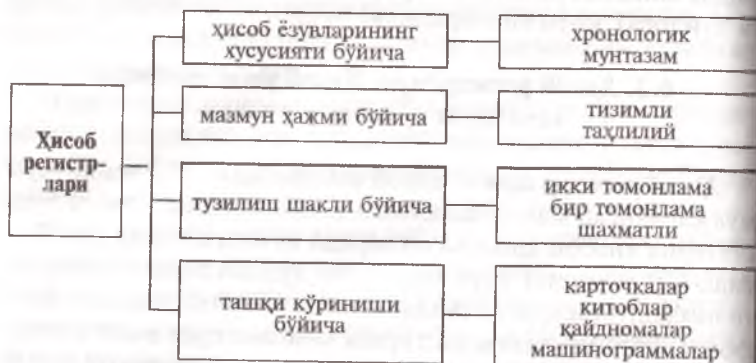 Ҳисоб
регистр-
лари
ҳисоб ёзувларининг
хусусияти бўйича
хронологик
мунтазам
мазмун ҳажми бўйича
тизимли
таҳлилий
тузилиш шакли бўйича
икки томонлама
бир томонлама
шахматли
ташқи кўриниши
бўйича
карточкалар
китоблар
қайдномалар
машинограммалар